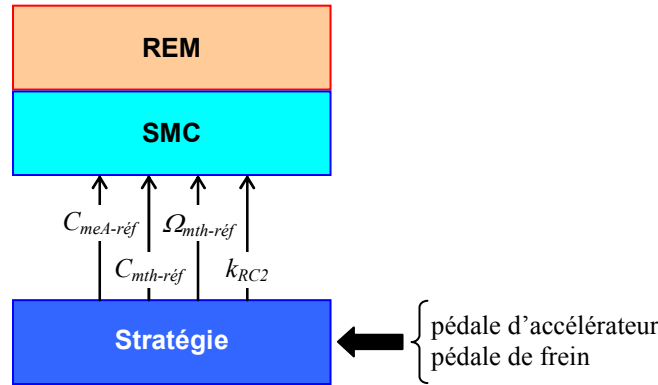 REM
SMC
C_meA-réf Ω_mth-réf
C_mth-réf k_RC2
Stratégie
pédale d'accélérateur
pédale de frein